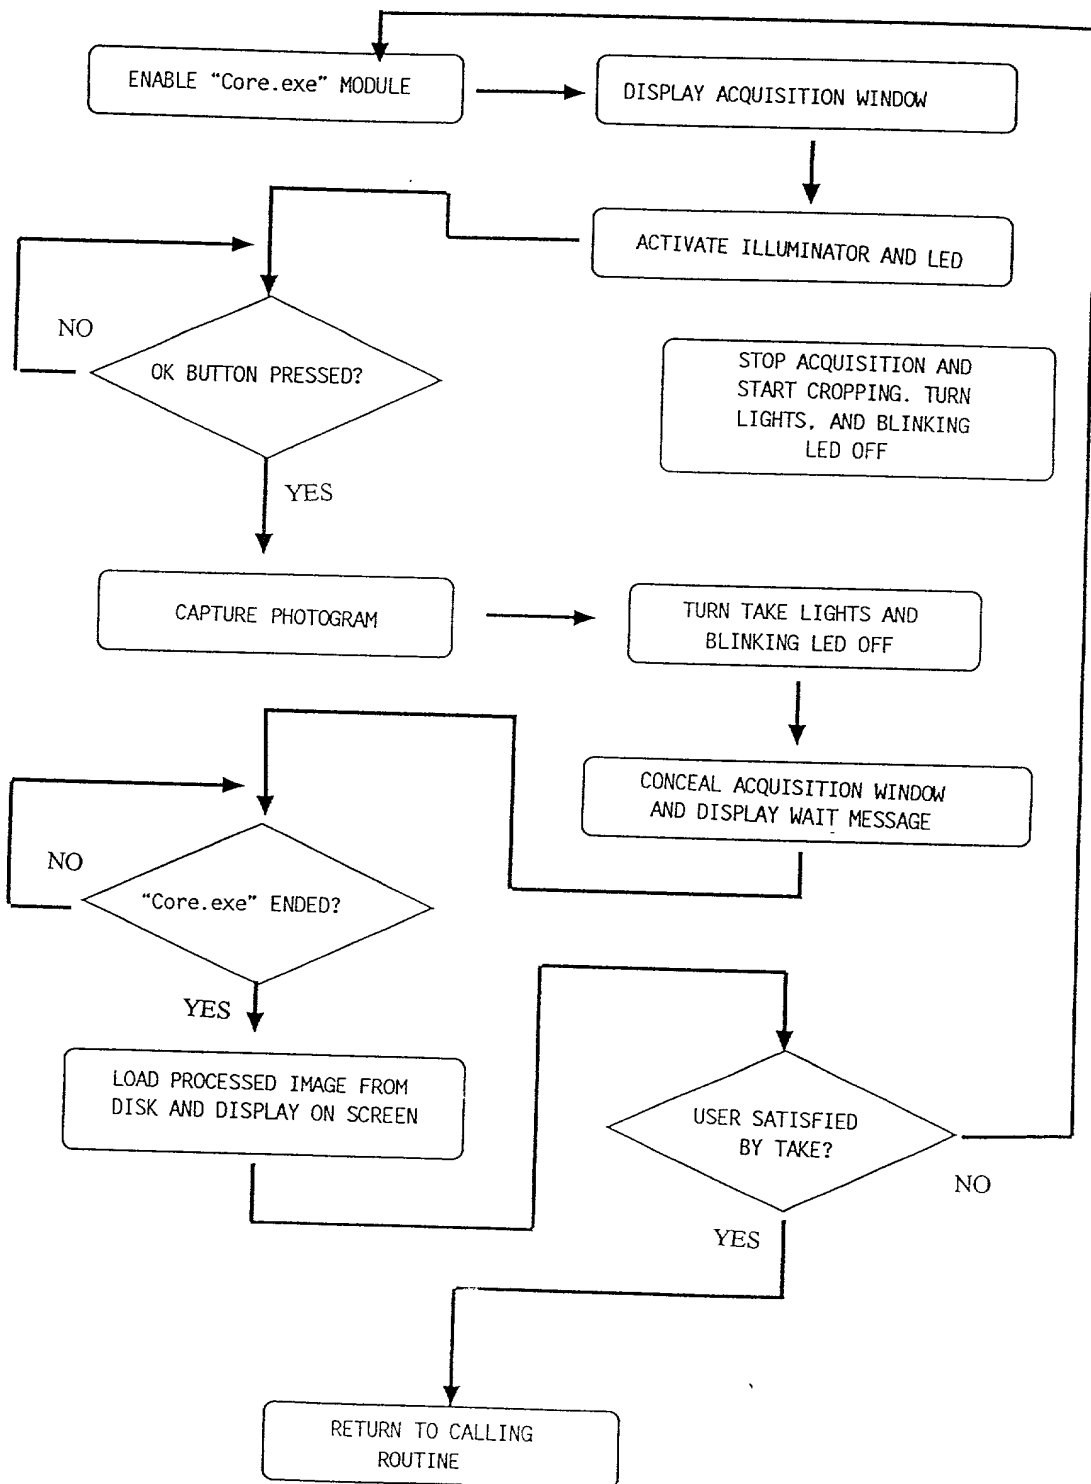 ENABLE “Core.exe” MODULE
DISPLAY ACQUISITION WINDOW
ACTIVATE ILLUMINATOR AND LED
NO
OK BUTTON PRESSED?
STOP ACQUISITION AND
START CROPPING. TURN
LIGHTS, AND BLINKING
LED OFF
YES
CAPTURE PHOTOGRAM
TURN TAKE LIGHTS AND
BLINKING LED OFF
CONCEAL ACQUISITION WINDOW
AND DISPLAY WAIT MESSAGE
NO
“Core.exe” ENDED?
YES
LOAD PROCESSED IMAGE FROM
DISK AND DISPLAY ON SCREEN
USER SATISFIED
BY TAKE?
NO
YES
RETURN TO CALLING
ROUTINE